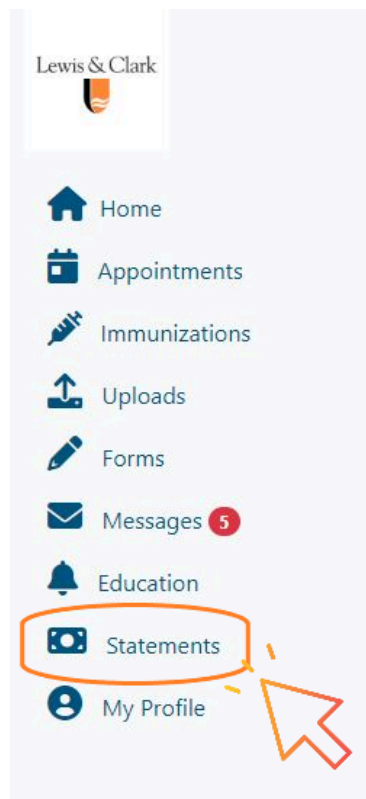 Lewis & Clark
Home
Appointments
Immunizations
Uploads
Forms
Messages 5
Education
Statements
My Profile